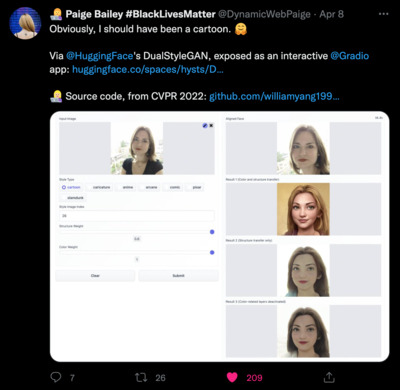 Paige Bailey #BlackLivesMatter @DynamicWebPaige · Apr 8
Obviously, I should have been a cartoon.
Via @HuggingFace's DualStyleGAN, exposed as an interactive @Gradio
app: huggingface.co/spaces/hysts/D...
Source code, from CVPR 2022: github.com/williamyang199...
Input Image
Style Type
cartoon caricature anime arcane comic pixar
slamdunk
Style Image Index
26
Structure Weight
0.6
Color Weight
1
Clear Submit
Aligned Face
Result 1 (Color and structure transfer)
Result 2 (Structure transfer only)
Result 3 (Color-related layers deactivated)
7 26 209